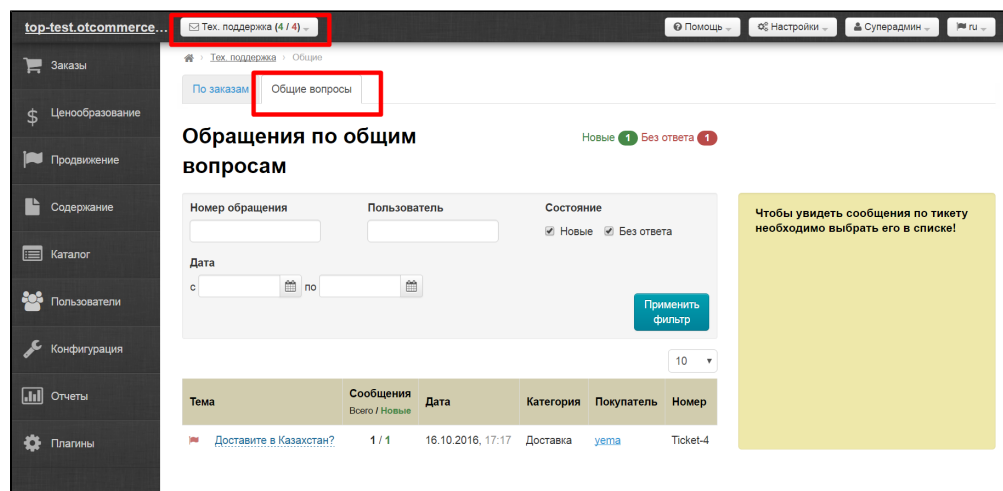 top-test.otcommerce...
Тех. поддержка (4 / 4)
Помощь
Настройки
Суперадмин
ru
Заказы
Ценообразование
Продвижение
Содержание
Каталог
Пользователи
Конфигурация
Отчеты
Плагины
Тех. поддержка
Общие
По заказам
Общие вопросы
Обращения по общим
вопросам
Новые 1 Без ответа 1
Номер обращения
Пользователь
Состояние
Новые Без ответа
Дата
с по
Применить
фильтр
10
Тема
Сообщения
Всего / Новые
Дата
Категория
Покупатель
Номер
Доставите в Казахстан?
1 / 1
16.10.2016, 17:17
Доставка
yema
Ticket-4
Чтобы увидеть сообщения по тикету
необходимо выбрать его в списке!